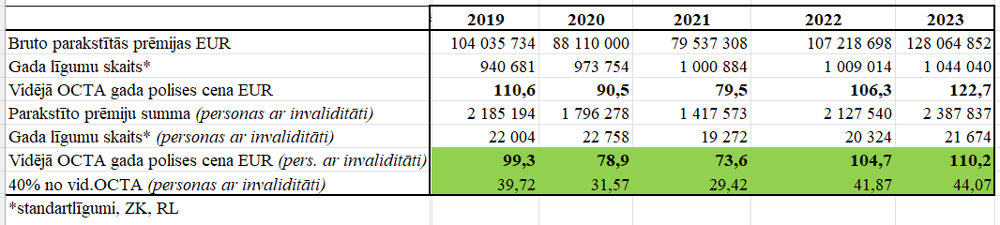 2019 2020 2021 2022 2023
Bruto parakstītās prēmijas EUR 104 035 734 88 110 000 79 537 308 107 218 698 128 064 852
Gada līgumu skaits* 940 681 973 754 1 000 884 1 009 014 1 044 040
Vidējā OCTA gada polises cena EUR 110,6 90,5 79,5 106,3 122,7
Parakstīto prēmiju summa (personas ar invaliditāti) 2 185 194 1 796 278 1 417 573 2 127 540 2 387 837
Gada līgumu skaits* (personas ar invaliditāti) 22 004 22 758 19 272 20 324 21 674
Vidējā OCTA gada polises cena EUR (pers. ar invaliditāti) 99,3 78,9 73,6 104,7 110,2
40% no vid.OCTA (personas ar invaliditāti) 39,72 31,57 29,42 41,87 44,07
*standartlīgumi, ZK, RL